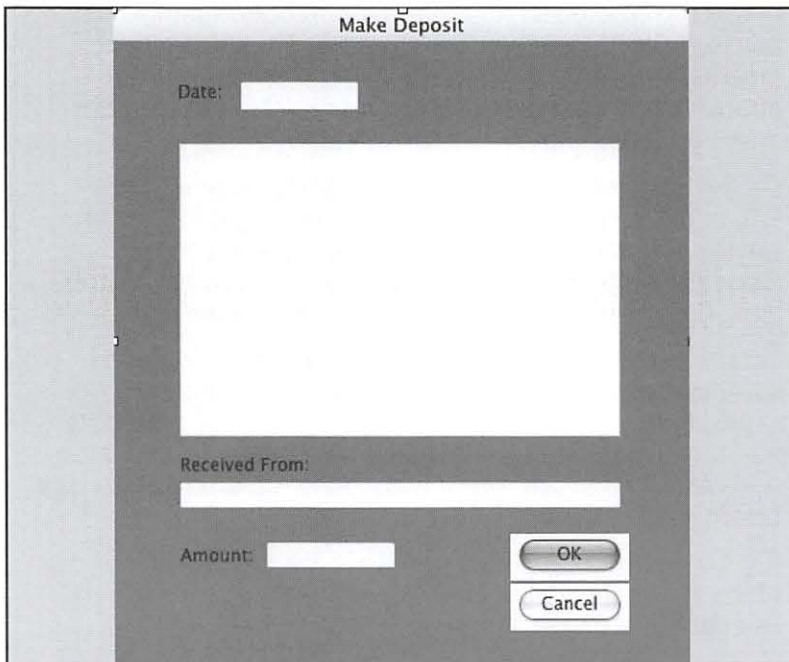 Make Deposit
Date:
Received From:
Amount:
OK
Cancel